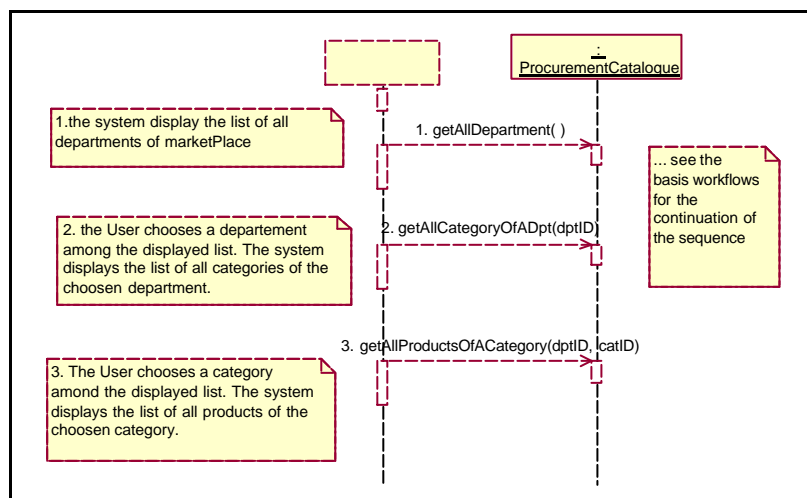 :
ProcurementCatalogue
1.the system display the list of all
departments of marketPlace
1. getAllDepartment( )
... see the
basis workflows
for the
continuation of
the sequence
2. the User chooses a departement
among the displayed list. The system
displays the list of all categories of the
choosen department.
2. getAllCategoryOfADpt(dptID)
3. getAllProductsOfACategory(dptID, catID)
3. The User chooses a category
amond the displayed list. The system
displays the list of all products of the
choosen category.